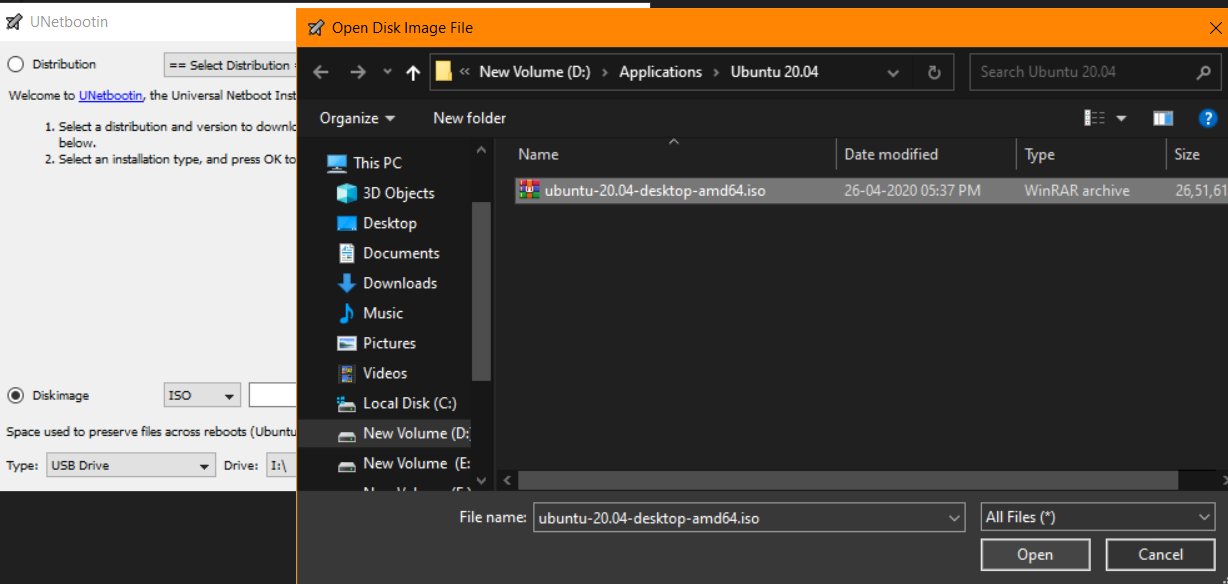 UNetbootin
Distribution
== Select Distribution =
Welcome to UNetbootin, the Universal Netboot Inst
1. Select a distribution and version to downlo
below.
2. Select an installation type, and press OK to
Diskimage
ISO
Space used to preserve files across reboots (Ubuntu
Type:
USB Drive
Drive:
I:\
Open Disk Image File
« New Volume (D:) › Applications › Ubuntu 20.04
Search Ubuntu 20.04
Organize
New folder
?
This PC
3D Objects
Desktop
Documents
Downloads
Music
Pictures
Videos
Local Disk (C:)
New Volume (D:
New Volume (E:
Name
Date modified
Type
Size
ubuntu-20.04-desktop-amd64.iso
26-04-2020 05:37 PM
WinRAR archive
26,51,61
File name:
ubuntu-20.04-desktop-amd64.iso
All Files (*)
Open
Cancel